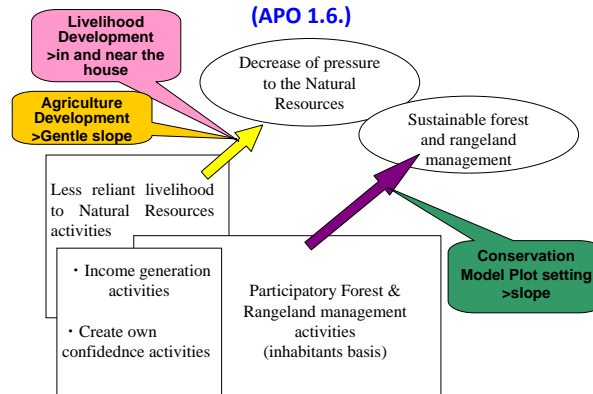 (APO 1.6.)
Livelihood
Development
>in and near the
house
Agriculture
Development
>Gentle slope
Decrease of pressure
to the Natural
Resources
Sustainable forest
and rangeland
management
Less reliant livelihood
to Natural Resources
activities
・Income generation
activities
・Create own
confidednce activities
Participatory Forest &
Rangeland management
activities
(inhabitants basis)
Conservation
Model Plot setting
>slope